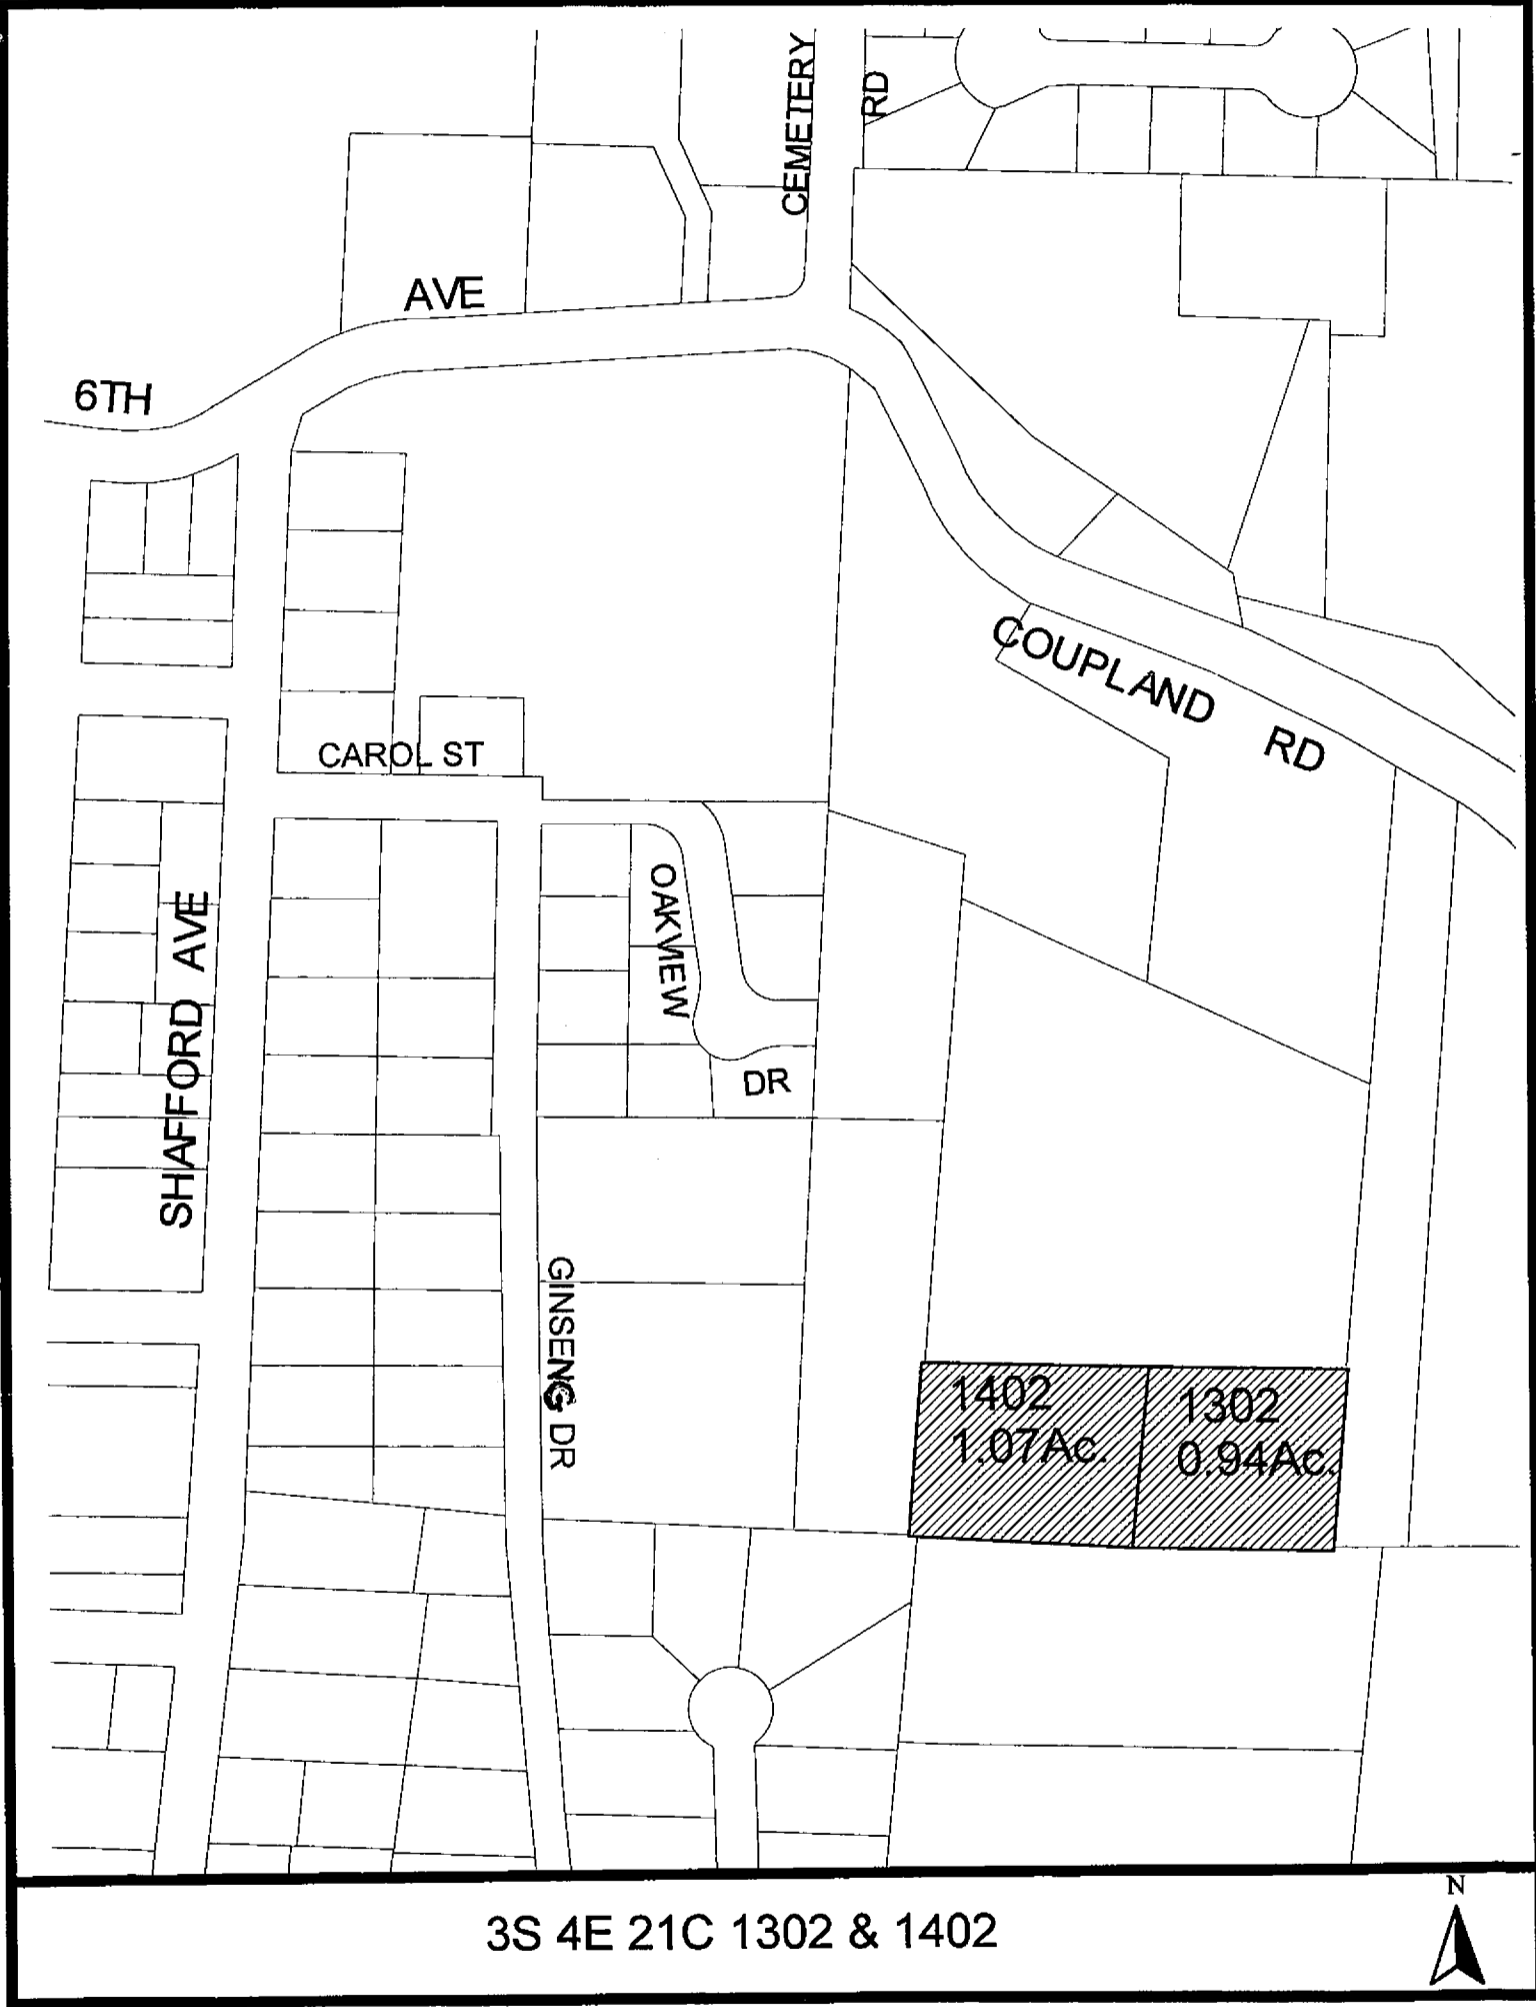 CEMETERY
RD
AVE
6TH
COUPLAND
RD
CAROL ST
OAKVIEW
DR
SHAFFORD AVE
GINSENG DR
1402
1.07Ac.
1302
0.94Ac.
N
3S 4E 21C 1302 & 1402